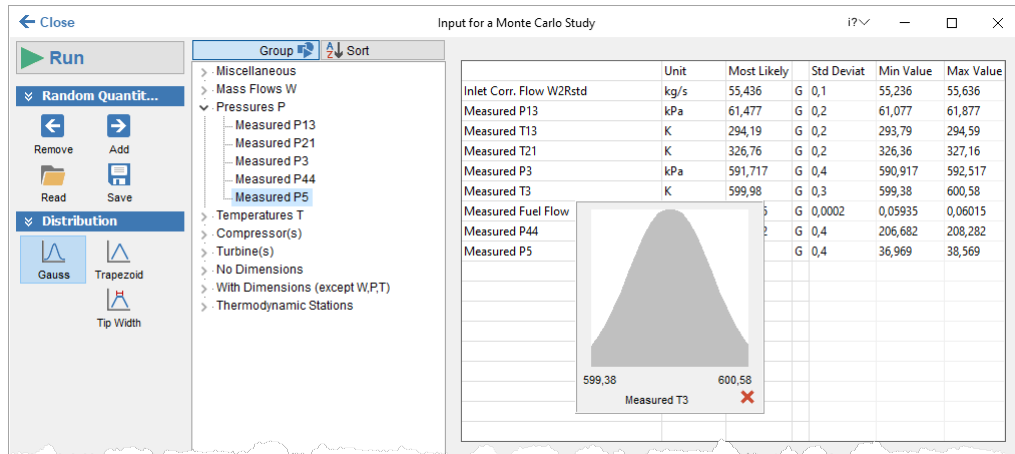 Close
Input for a Monte Carlo Study
i?
Run
Random Quantit...
Remove Add
Read Save
Distribution
Gauss Trapezoid
Tip Width
Group A Z Sort
Miscellaneous
Mass Flows W
Pressures P
Measured P13
Measured P21
Measured P3
Measured P44
Measured P5
Temperatures T
Compressor(s)
Turbine(s)
No Dimensions
With Dimensions (except W,P,T)
Thermodynamic Stations
Unit Most Likely Std Deviat Min Value Max Value
Inlet Corr. Flow W2Rstd kg/s 55,436 G 0,1 55,236 55,636
Measured P13 kPa 61,477 G 0,2 61,077 61,877
Measured T13 K 294,19 G 0,2 293,79 294,59
Measured T21 K 326,76 G 0,2 326,36 327,16
Measured P3 kPa 591,717 G 0,4 590,917 592,517
Measured T3 K 599,98 G 0,3 599,38 600,58
Measured Fuel Flow G 0,0002 0,05935 0,06015
Measured P44 G 0,4 206,682 208,282
Measured P5 G 0,4 36,969 38,569
599,38 600,58
Measured T3